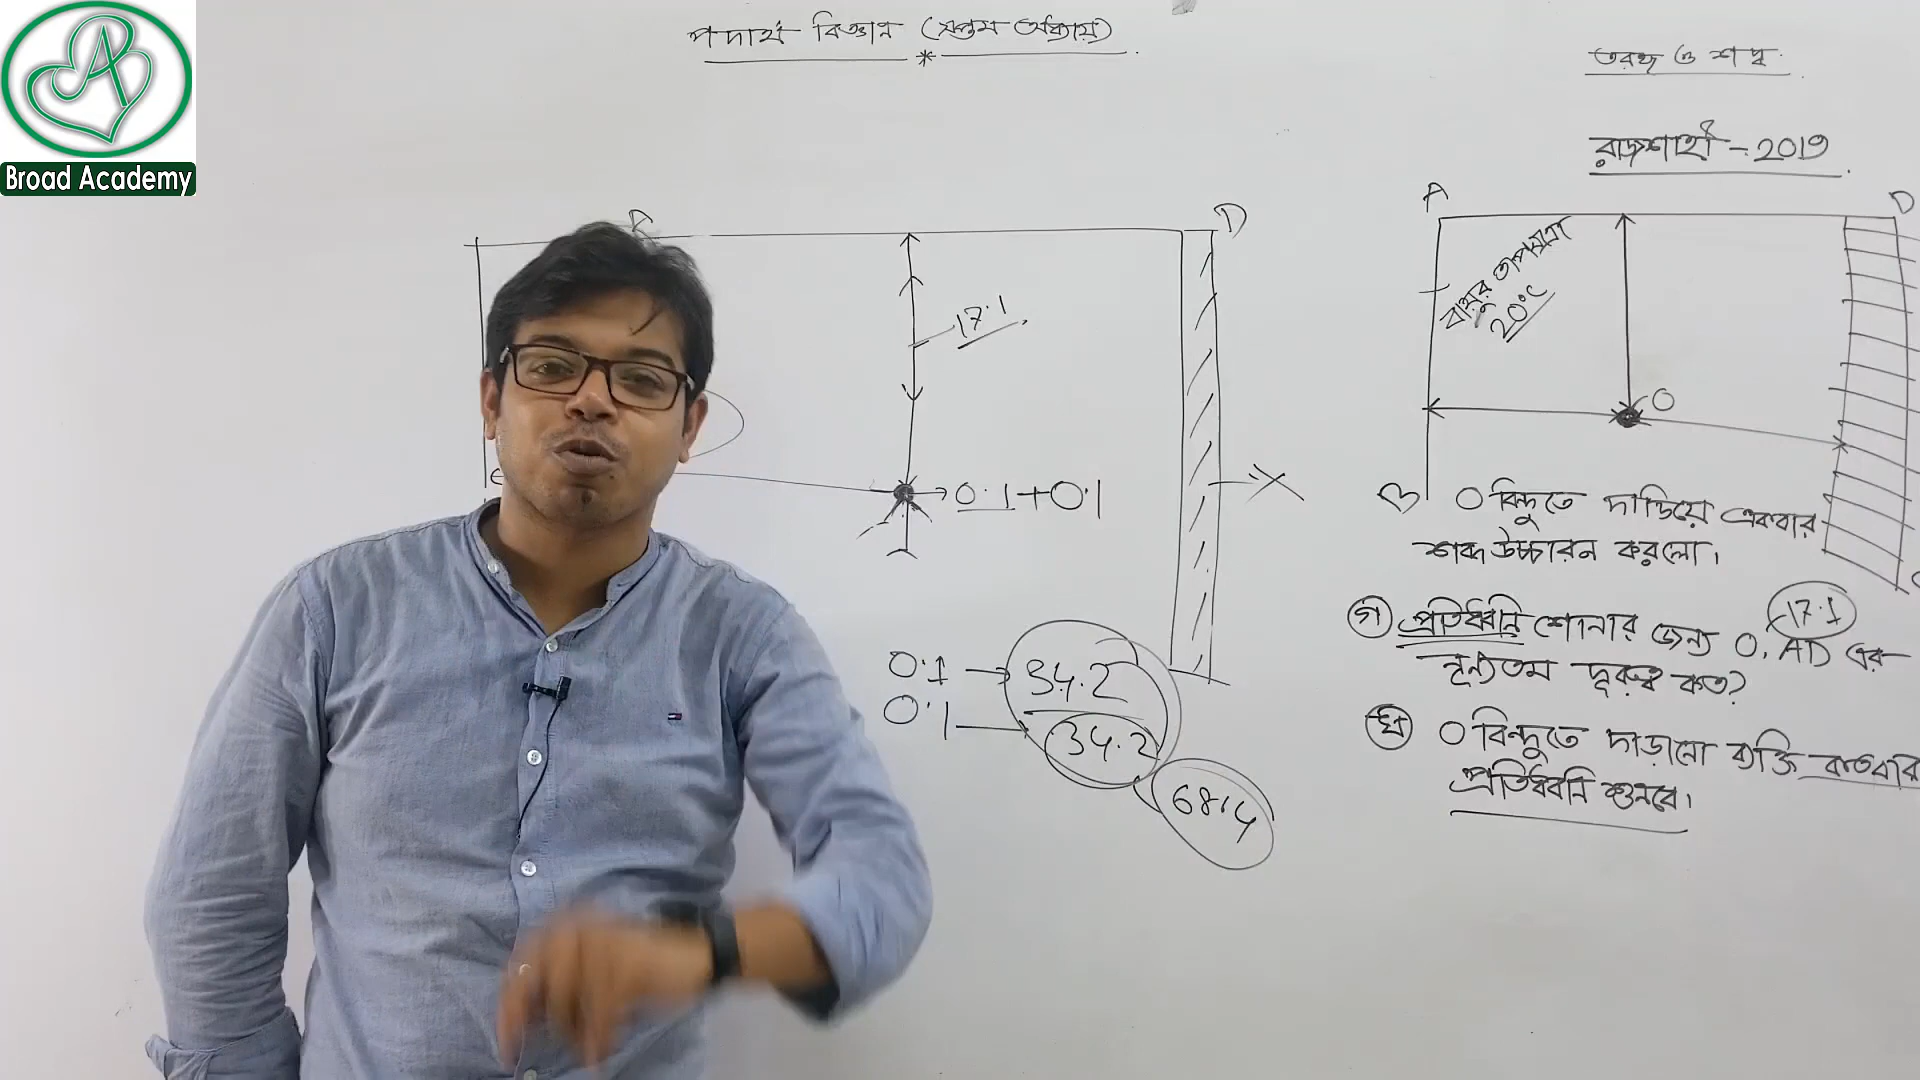 Broad Academy
পদার্থ বিজ্ঞান (সপ্তম অধ্যায়)
তরঙ্গ ও শব্দ
রাজশাহী - 2019
A
D
বায়ুর তাপমাত্রা
20°C
O
B
O বিন্দুতে দাড়িয়ে একবার
শব্দ উচ্চারন করলো।
গ প্রতিধ্বনি শোনার জন্য O, AD এর
17.1
ন্যূনতম দূরত্ব কত?
ঘ O বিন্দুতে দাড়ানো ব্যক্তি কতবার
প্রতিধ্বনি শুনবে।
D
17.1
0.1+0.1
X
0.1 → 34.2
0.1 34.2
68.4